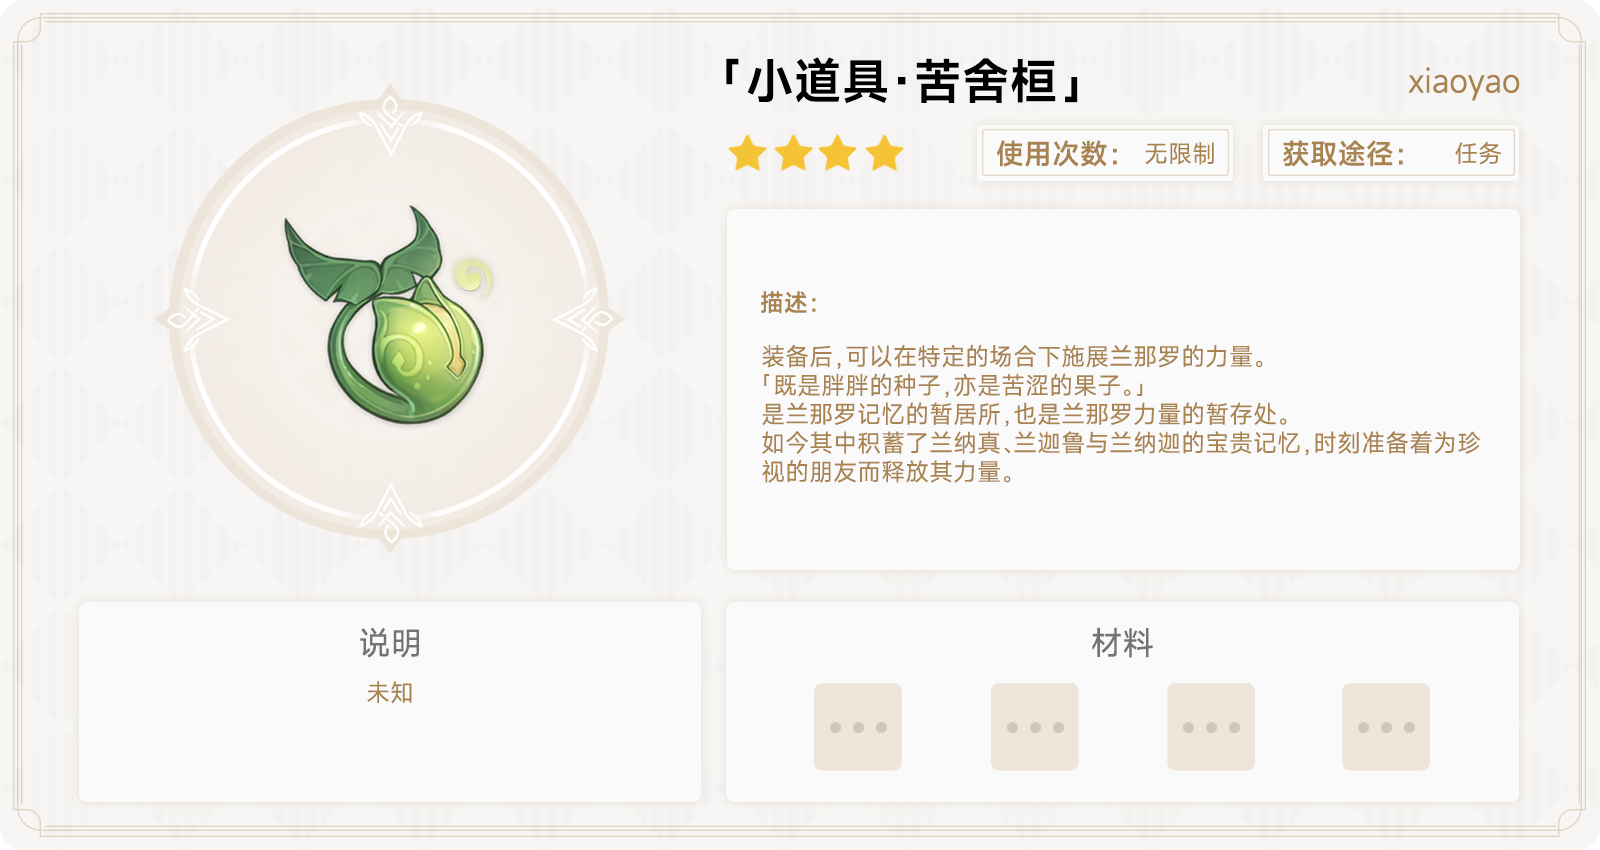 「小道具·苦舍桓」
xiaoyao
使用次数： 无限制
获取途径： 任务
描述：
装备后，可以在特定的场合下施展兰那罗的力量。
「既是胖胖的种子，亦是苦涩的果子。」
是兰那罗记忆的暂居所，也是兰那罗力量的暂存处。
如今其中积蓄了兰纳真、兰迦鲁与兰纳迦的宝贵记忆，时刻准备着为珍
视的朋友而释放其力量。
说明
未知
材料